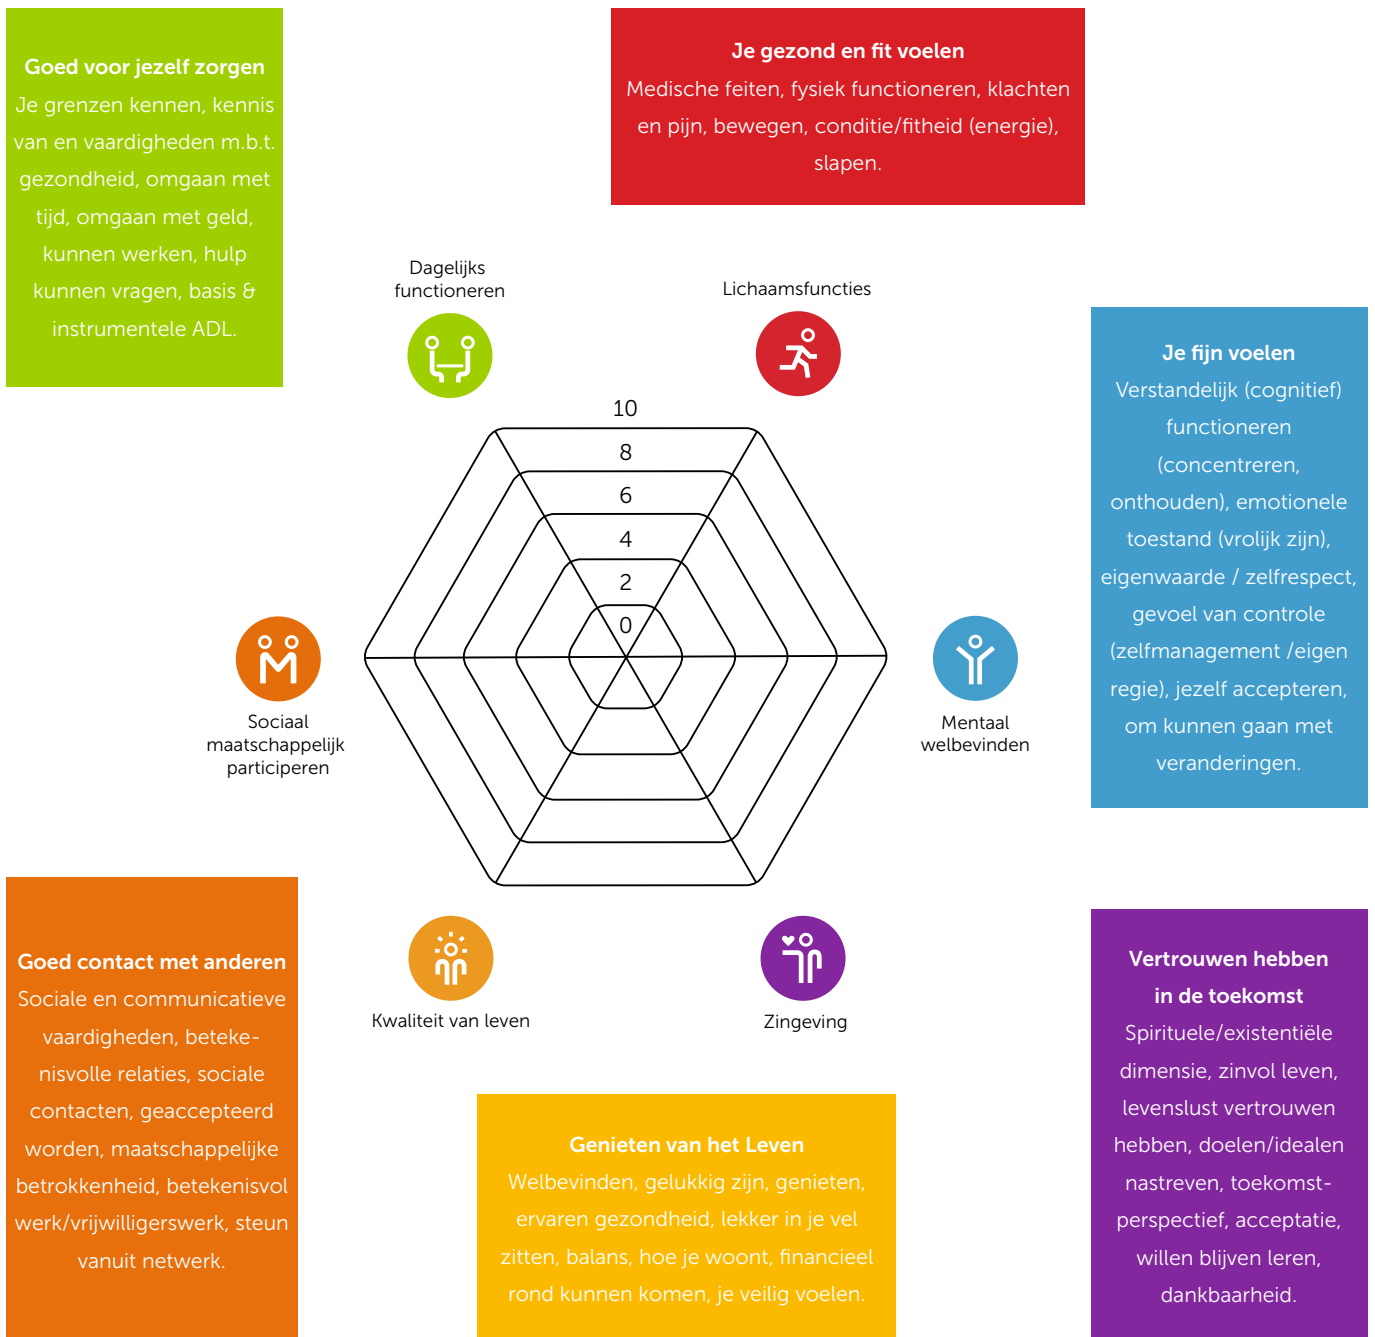 Goed voor jezelf zorgen
Je grenzen kennen, kennis
van en vaardigheden m.b.t.
gezondheid, omgaan met
tijd, omgaan met geld,
kunnen werken, hulp
kunnen vragen, basis &
instrumentele ADL.
Je gezond en fit voelen
Medische feiten, fysiek functioneren, klachten
en pijn, bewegen, conditie/fitheid (energie),
slapen.
Dagelijks
functioneren
Lichaamsfuncties
Je fijn voelen
Verstandelijk (cognitief)
functioneren
(concentreren,
onthouden), emotionele
toestand (vrolijk zijn),
eigenwaarde / zelfrespect,
gevoel van controle
(zelfmanagement /eigen
regie), jezelf accepteren,
om kunnen gaan met
veranderingen.
10
8
6
4
2
0
Sociaal
maatschappelijk
participeren
Mentaal
welbevinden
Goed contact met anderen
Sociale en communicatieve
vaardigheden, beteke-
nisvolle relaties, sociale
contacten, geaccepteerd
worden, maatschappelijke
betrokkenheid, betekenisvol
werk/vrijwilligerswerk, steun
vanuit netwerk.
Kwaliteit van leven
Zingeving
Genieten van het Leven
Welbevinden, gelukkig zijn, genieten,
ervaren gezondheid, lekker in je vel
zitten, balans, hoe je woont, financieel
rond kunnen komen, je veilig voelen.
Vertrouwen hebben
in de toekomst
Spirituele/existentiële
dimensie, zinvol leven,
levenslust vertrouwen
hebben, doelen/idealen
nastreven, toekomst-
perspectief, acceptatie,
willen blijven leren,
dankbaarheid.